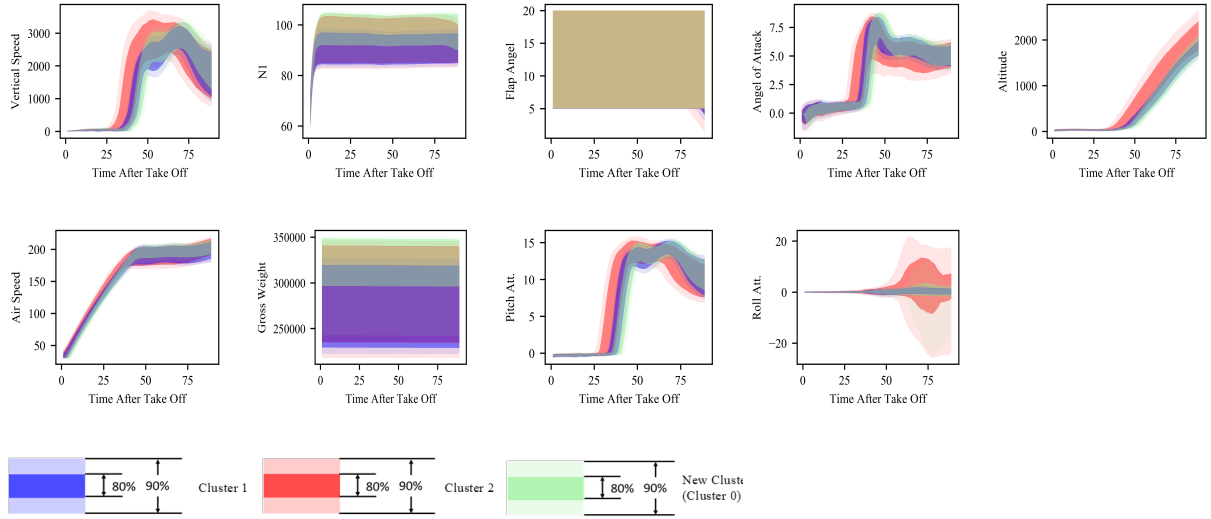 Vertical Speed
3000
2000
1000
0
0 25 50 75
Time After Take Off
N1
100
80
60
0 25 50 75
Time After Take Off
Flap Angel
20
15
10
5
0 25 50 75
Time After Take Off
Angel of Attack
7.5
5.0
2.5
0.0
0 25 50 75
Time After Take Off
Altitude
2000
1000
0
0 25 50 75
Time After Take Off
Air Speed
200
150
100
50
0 25 50 75
Time After Take Off
Gross Weight
350000
300000
250000
0 25 50 75
Time After Take Off
Pitch Att.
15
10
5
0
0 25 50 75
Time After Take Off
Roll Att.
20
0
−20
0 25 50 75
Time After Take Off
80% 90% Cluster 1
80% 90% Cluster 2
80% 90% New Cluste
(Cluster 0)